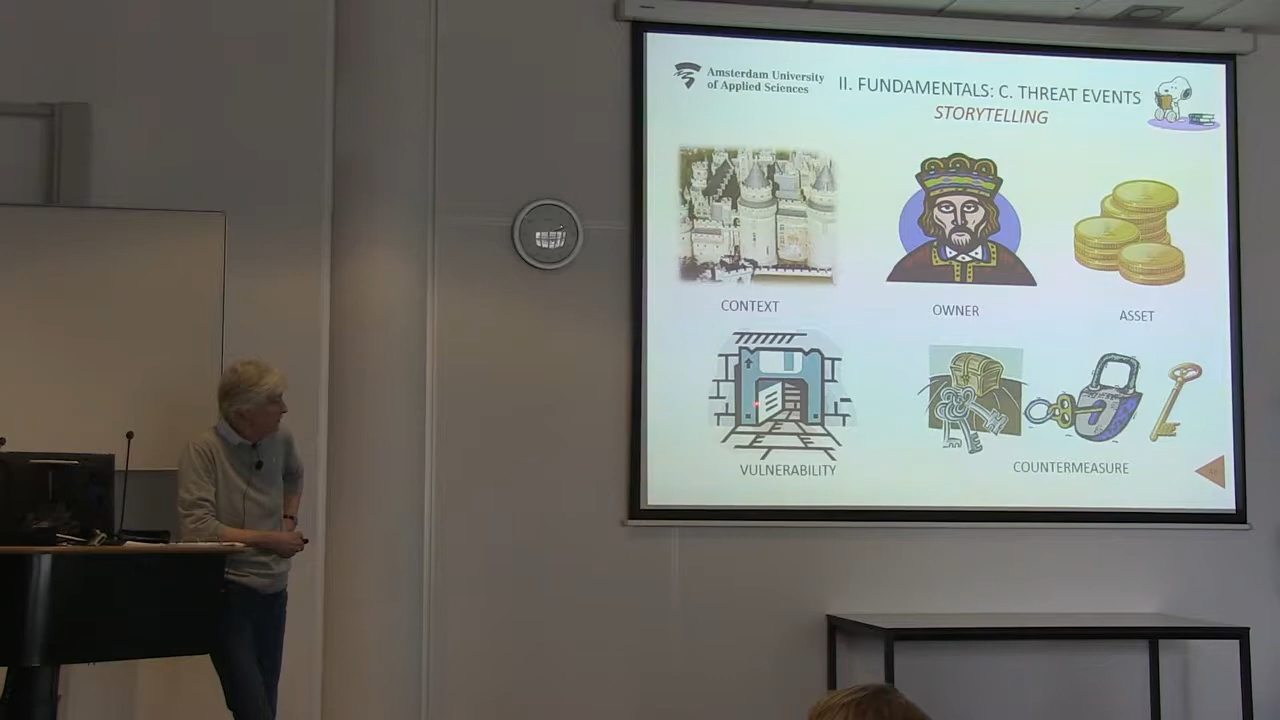 Amsterdam University
of Applied Sciences
II. FUNDAMENTALS: C. THREAT EVENTS
STORYTELLING
CONTEXT
OWNER
ASSET
VULNERABILITY
COUNTERMEASURE